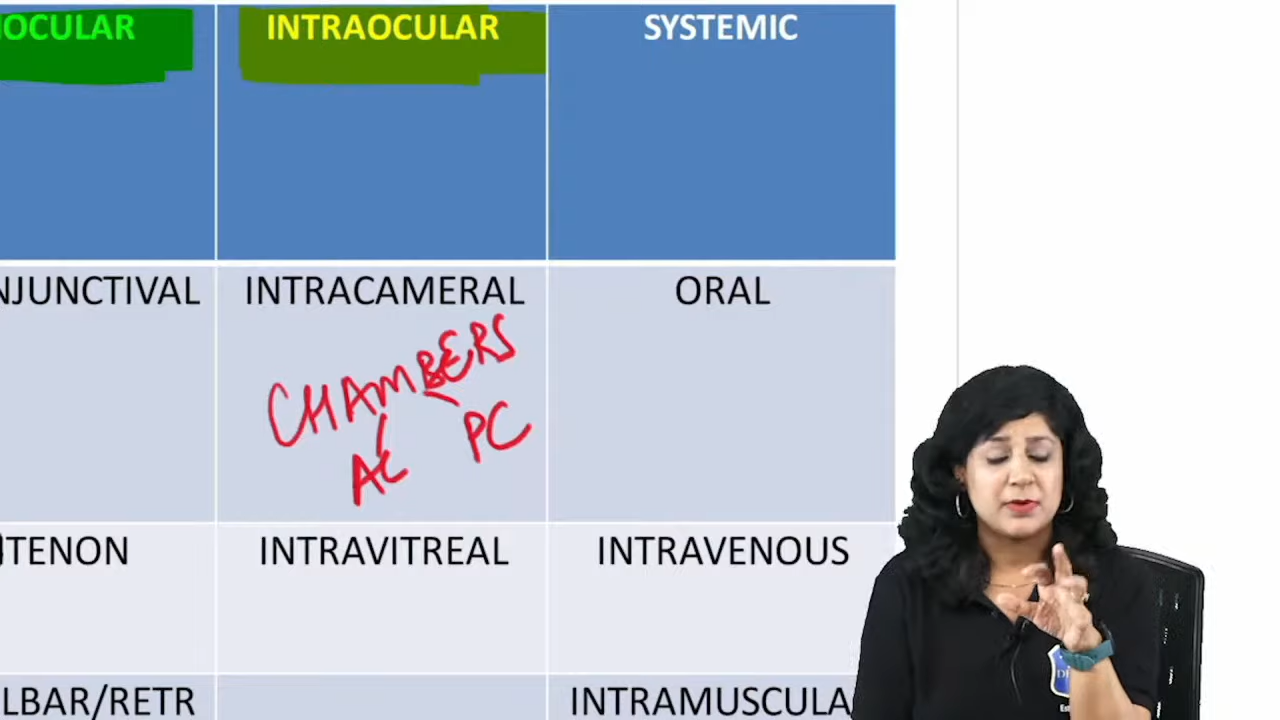 OCULAR INTRAOCULAR SYSTEMIC
NJUNCTIVAL INTRACAMERAL ORAL
CHAMBERS
AC PC
TENON INTRAVITREAL INTRAVENOUS
LBAR/RETR INTRAMUSCULA